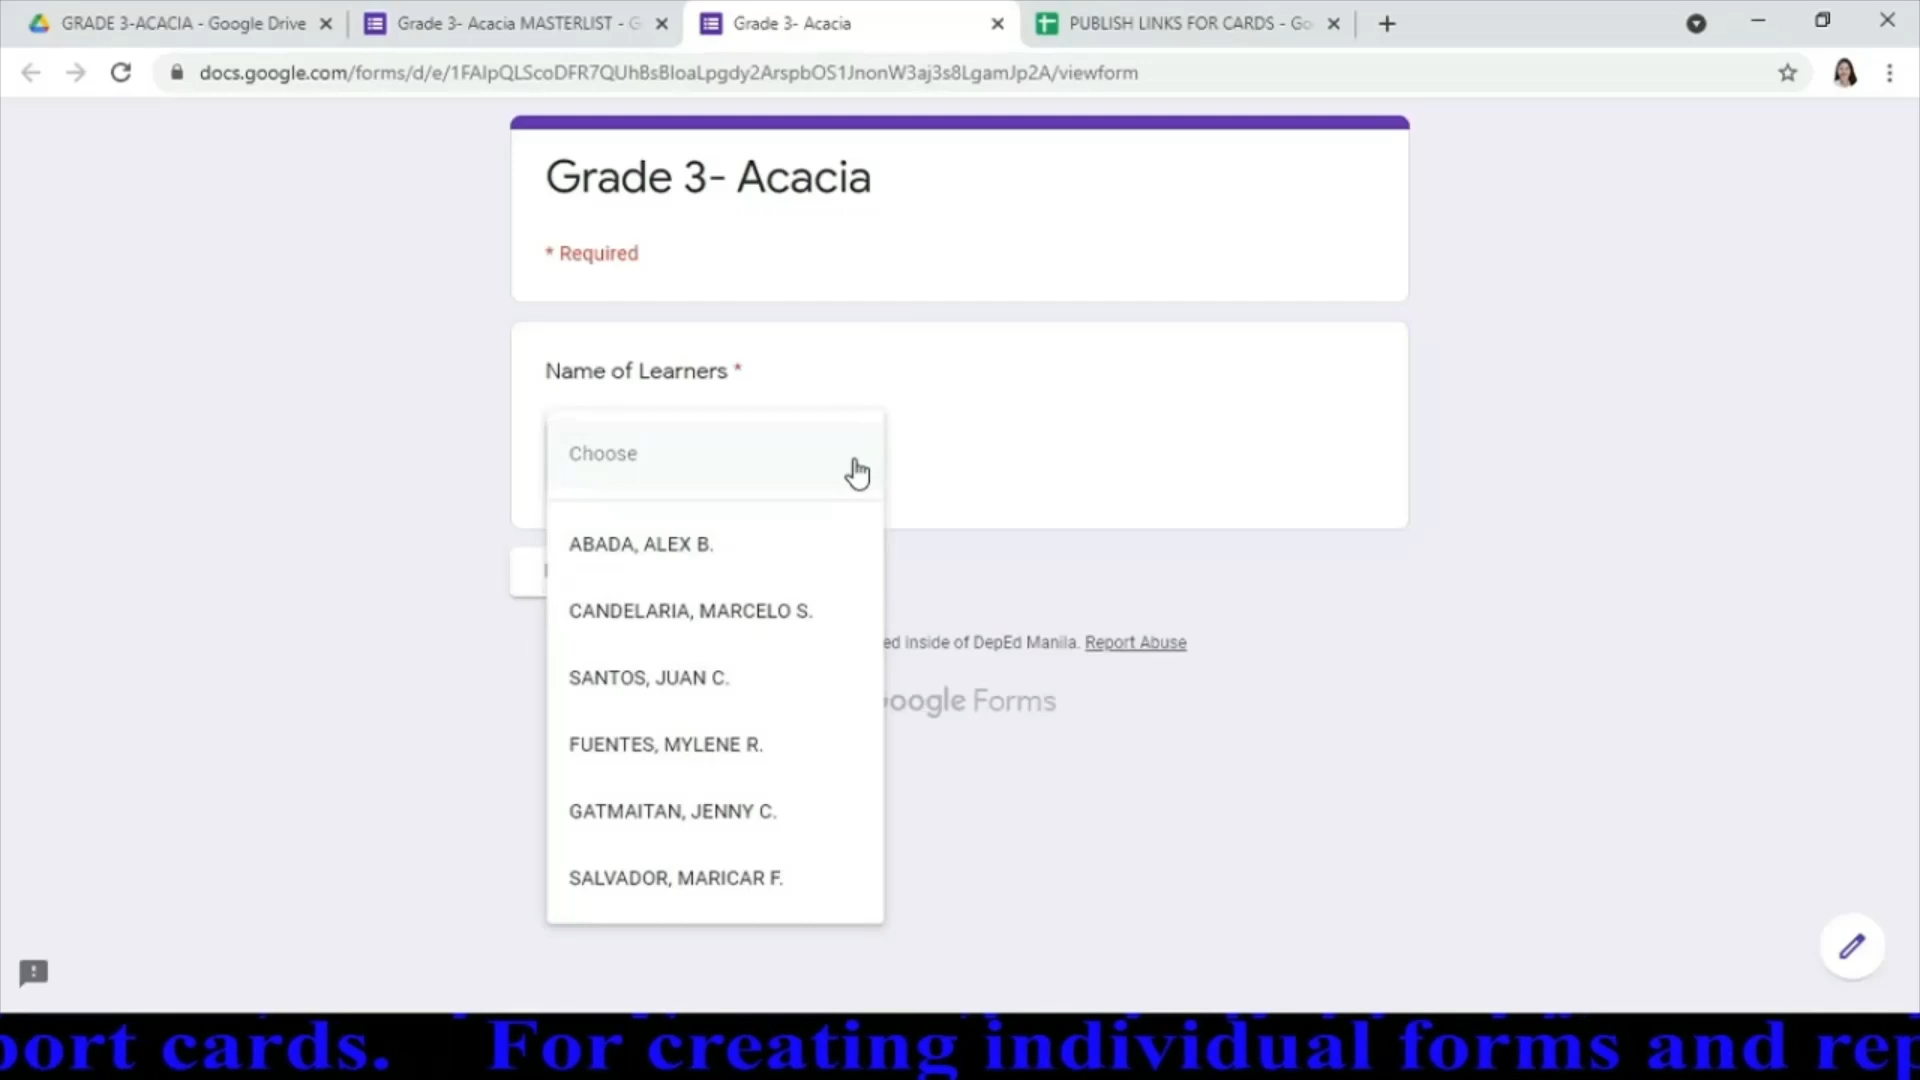 GRADE 3-ACACIA - Google Drive
Grade 3- Acacia MASTERLIST - G
Grade 3- Acacia
PUBLISH LINKS FOR CARDS - Go
docs.google.com/forms/d/e/1FAIpQLScoDFR7QUhBsBloaLpgdy2ArspbOS1JnonW3aj3s8LgamJp2A/viewform
Grade 3- Acacia
* Required
Name of Learners *
Choose
ABADA, ALEX B.
CANDELARIA, MARCELO S.
ed inside of DepEd Manila. Report Abuse
SANTOS, JUAN C.
oogle Forms
FUENTES, MYLENE R.
GATMAITAN, JENNY C.
SALVADOR, MARICAR F.
port cards. For creating individual forms and rep